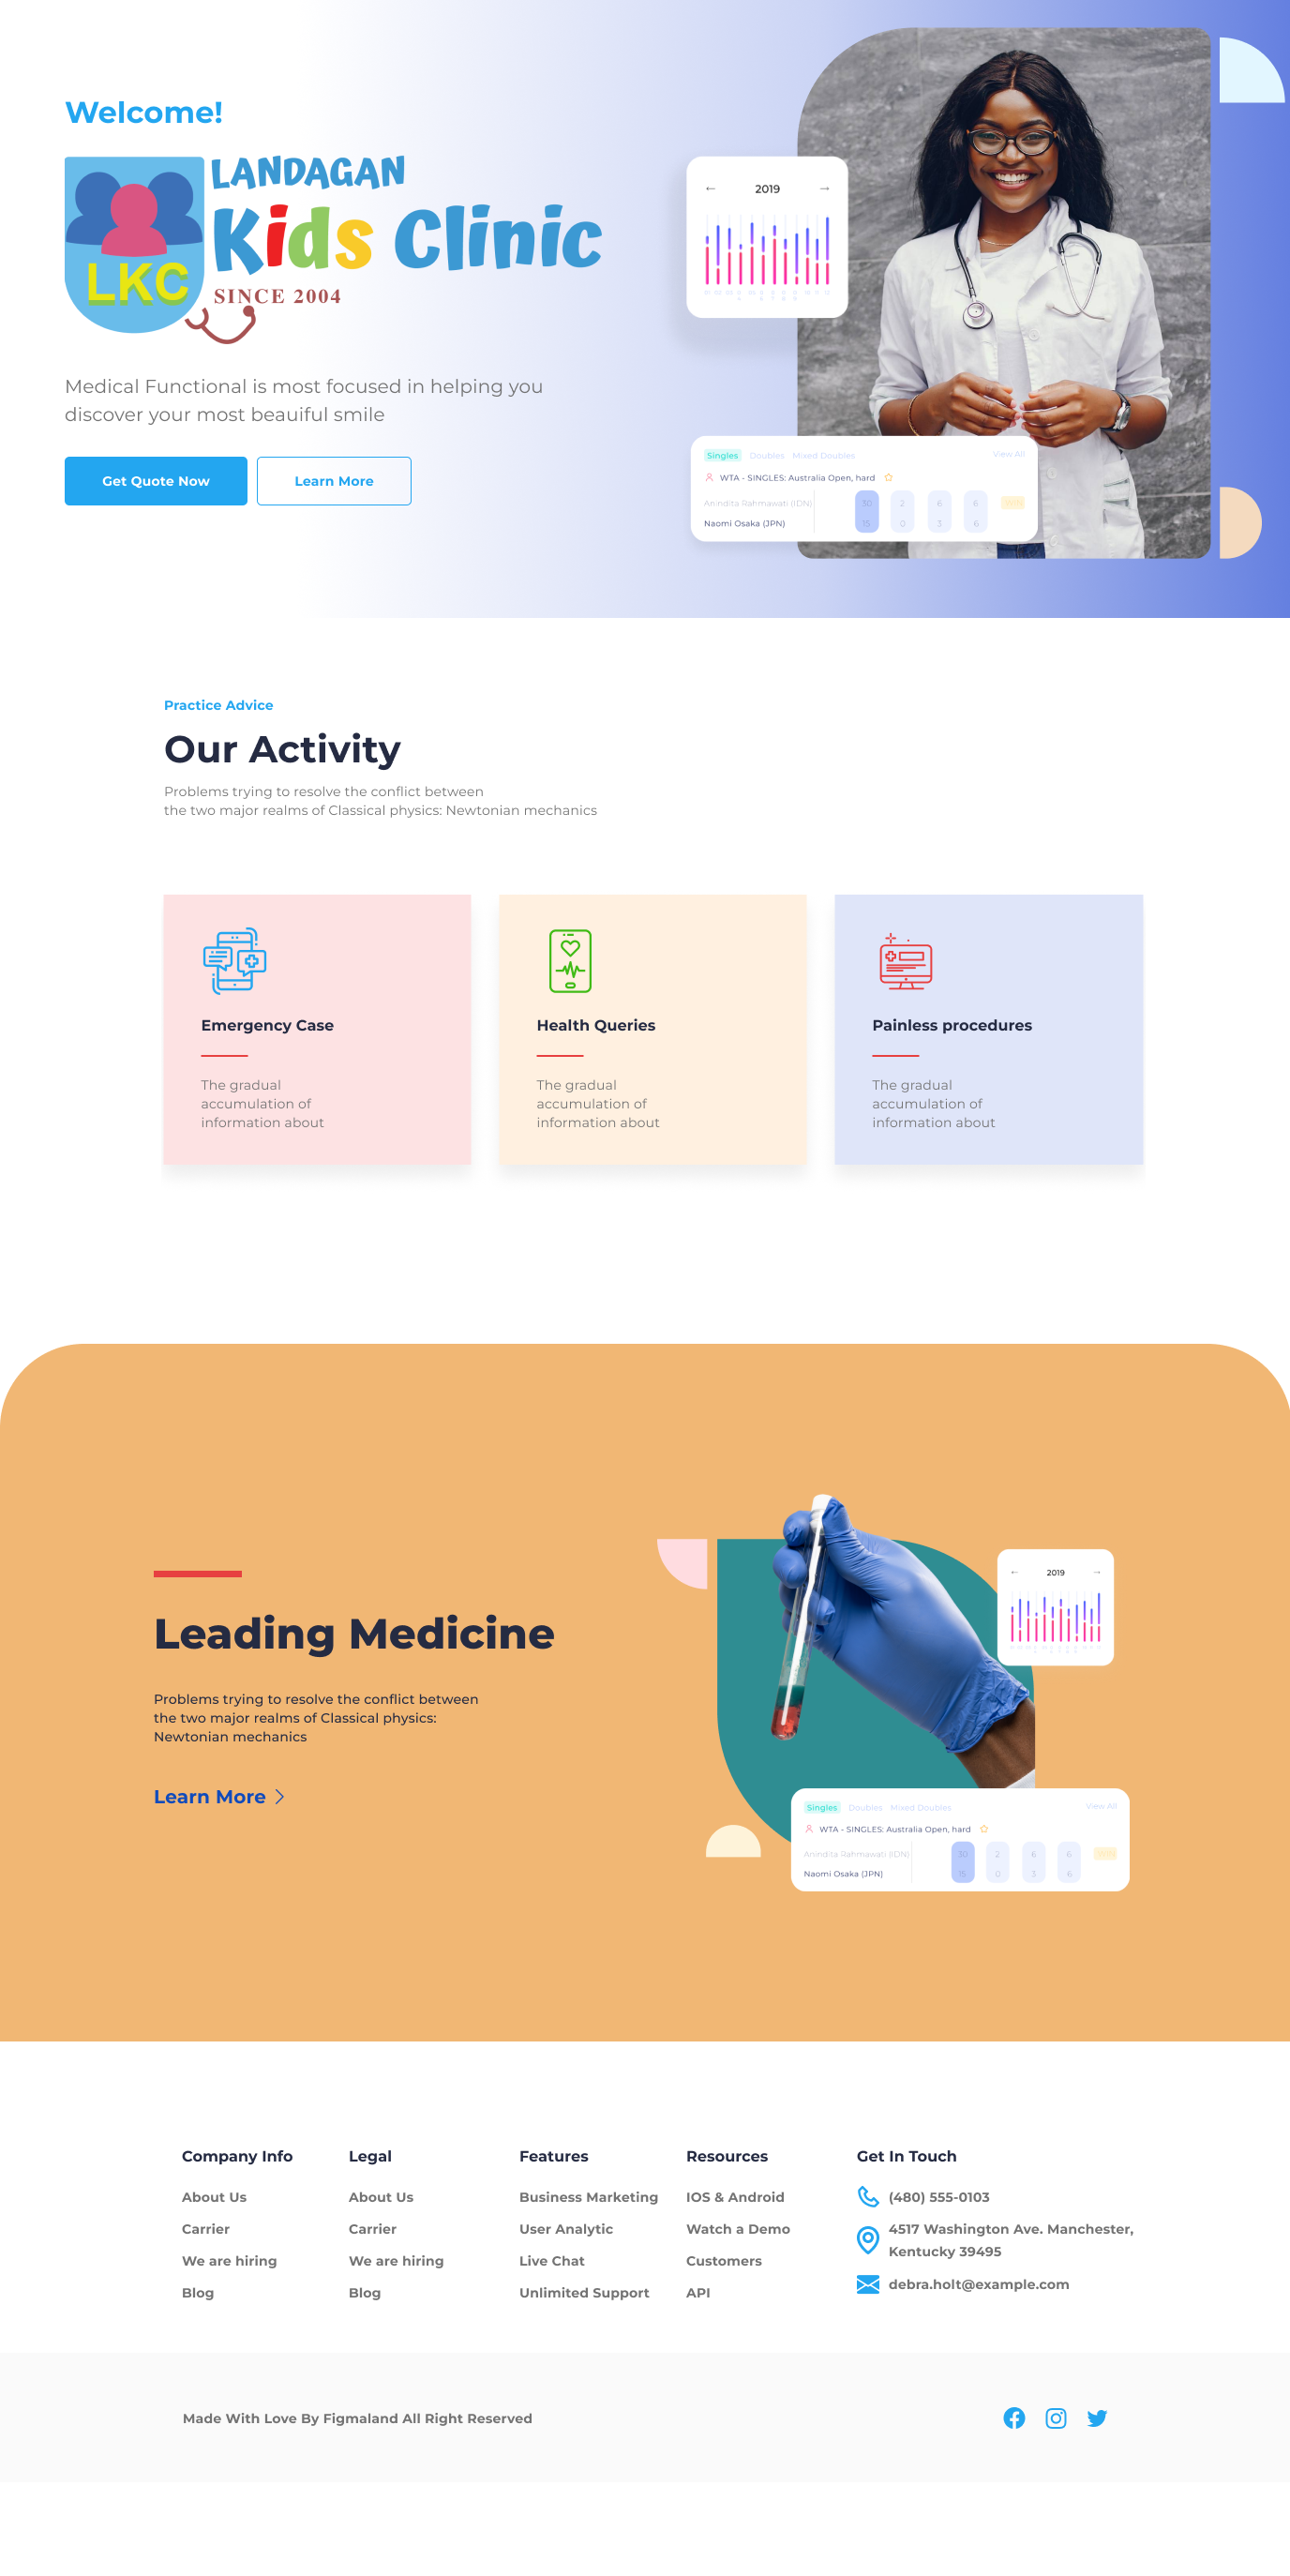 Welcome!
LANDAGAN
Kids Clinic
LKC
SINCE 2004
Medical Functional is most focused in helping you
discover your most beauiful smile
Get Quote Now
Learn More
2019
Singles Doubles Mixed Doubles View All
WTA - SINGLES: Australia Open, hard
Anindita Rahmawati (IDN) 30 2 6 6
Naomi Osaka (JPN) 15 0 3 6
Practice Advice
Our Activity
Problems trying to resolve the conflict between
the two major realms of Classical physics: Newtonian mechanics
Emergency Case
The gradual
accumulation of
information about
Health Queries
The gradual
accumulation of
information about
Painless procedures
The gradual
accumulation of
information about
Leading Medicine
Problems trying to resolve the conflict between
the two major realms of Classical physics:
Newtonian mechanics
Learn More
2019
Singles Doubles Mixed Doubles View All
WTA - SINGLES: Australia Open, hard
Anindita Rahmawati (IDN) 30 2 6 6
Naomi Osaka (JPN) 15 0 3 6
Company Info
About Us
Carrier
We are hiring
Blog
Legal
About Us
Carrier
We are hiring
Blog
Features
Business Marketing
User Analytic
Live Chat
Unlimited Support
Resources
IOS & Android
Watch a Demo
Customers
API
Get In Touch
(480) 555-0103
4517 Washington Ave. Manchester,
Kentucky 39495
debra.holt@example.com
Made With Love By Figmaland All Right Reserved